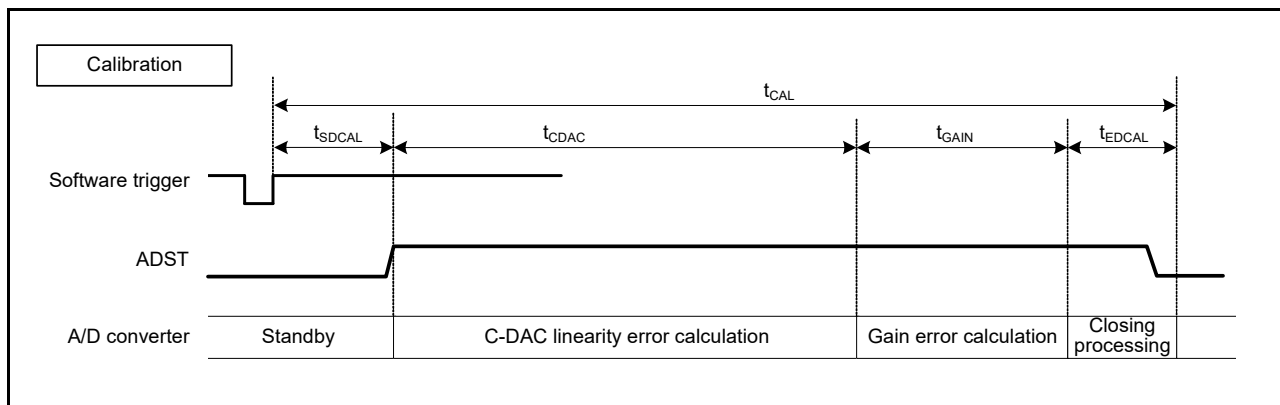 Calibration
tCAL
tSDCAL
tCDAC
tGAIN
tEDCAL
Software trigger
ADST
A/D converter
Standby
C-DAC linearity error calculation
Gain error calculation
Closing
processing